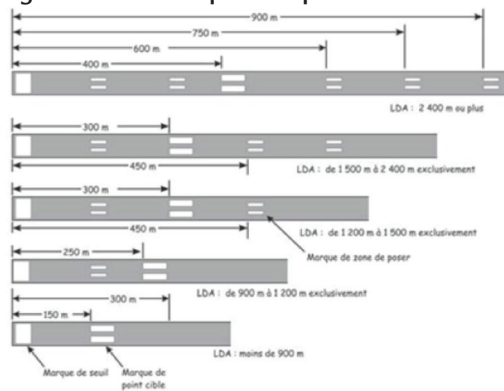 900 m
750 m
600 m
400 m
LDA : 2 400 m ou plus
300 m
450 m
LDA : de 1 500 m à 2 400 m exclusivement
300 m
450 m
LDA : de 1 200 m à 1 500 m exclusivement
Marque de zone de poser
250 m
LDA : de 900 m à 1 200 m exclusivement
300 m
150 m
LDA : moins de 900 m
Marque de seuil
Marque de
point cible